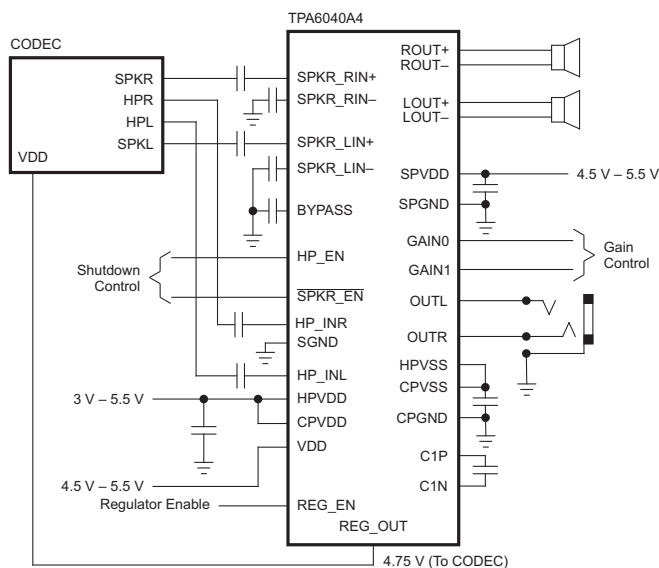 TPA6040A4
CODEC
SPKR
HPR
HPL
SPKL
VDD
SPKR_RIN+
SPKR_RIN–
SPKR_LIN+
SPKR_LIN–
BYPASS
HP_EN
SPKR_EN
HP_INR
SGND
HP_INL
HPVDD
CPVDD
VDD
REG_EN
REG_OUT
Shutdown
Control
3 V – 5.5 V
4.5 V – 5.5 V
Regulator Enable
ROUT+
ROUT–
LOUT+
LOUT–
SPVDD
4.5 V – 5.5 V
SPGND
GAIN0
GAIN1
Gain
Control
OUTL
OUTR
HPVSS
CPVSS
CPGND
C1P
C1N
4.75 V (To CODEC)